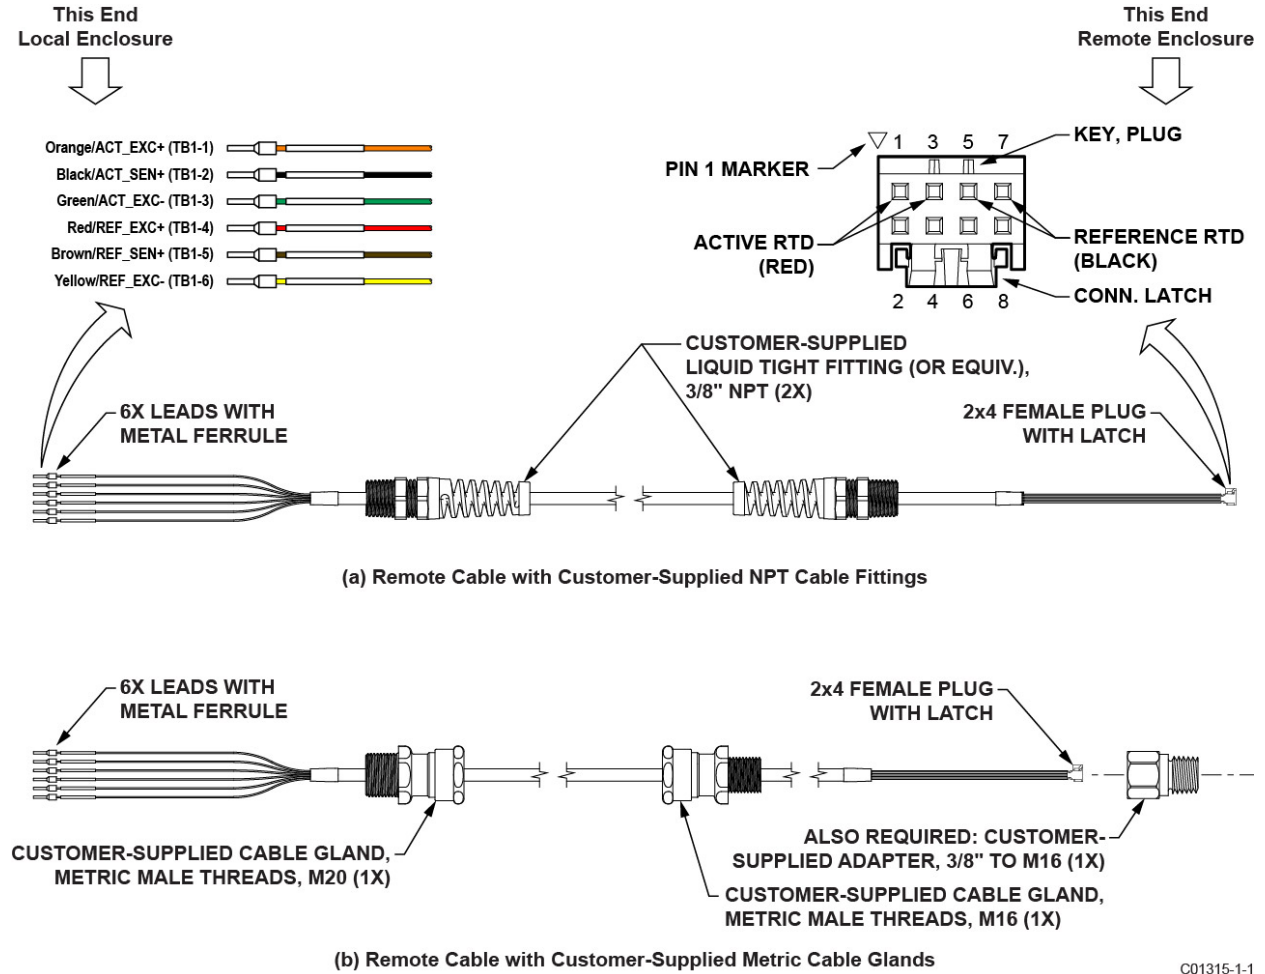 This End
Local Enclosure
This End
Remote Enclosure
Orange/ACT_EXC+ (TB1-1)
Black/ACT_SEN+ (TB1-2)
Green/ACT_EXC- (TB1-3)
Red/REF_EXC+ (TB1-4)
Brown/REF_SEN+ (TB1-5)
Yellow/REF_EXC- (TB1-6)
PIN 1 MARKER
1 3 5 7
KEY, PLUG
ACTIVE RTD
(RED)
REFERENCE RTD
(BLACK)
CONN. LATCH
2 4 6 8
CUSTOMER-SUPPLIED
LIQUID TIGHT FITTING (OR EQUIV.),
3/8" NPT (2X)
6X LEADS WITH
METAL FERRULE
2x4 FEMALE PLUG
WITH LATCH
(a) Remote Cable with Customer-Supplied NPT Cable Fittings
6X LEADS WITH
METAL FERRULE
2x4 FEMALE PLUG
WITH LATCH
CUSTOMER-SUPPLIED CABLE GLAND,
METRIC MALE THREADS, M20 (1X)
ALSO REQUIRED: CUSTOMER-
SUPPLIED ADAPTER, 3/8" TO M16 (1X)
CUSTOMER-SUPPLIED CABLE GLAND,
METRIC MALE THREADS, M16 (1X)
(b) Remote Cable with Customer-Supplied Metric Cable Glands
C01315-1-1